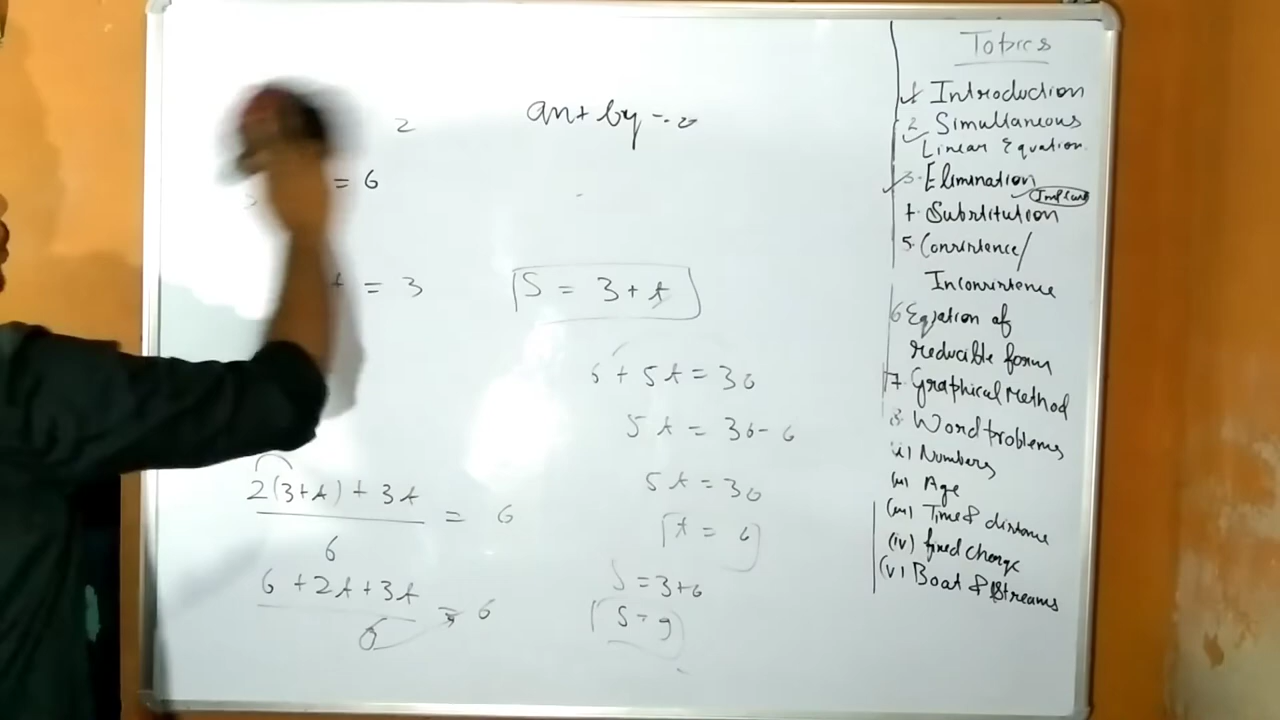 2
ax + by = 0
= 6
t = 3
S = 3 + t
6 + 5t = 36
5t = 36 - 6
5t = 30
t = 6
S = 3+6
S = 9
2(3+t) + 3t = 6
6
6 + 2t + 3t = 6
6
Topics
1. Introduction
2. Simultaneous
Linear Equation
3. Elimination
4. Substitution
5. Consistence/
Inconsistence
6 Equation of
reducible form
7. Graphical Method
8. Word problems
(i) Numbers
(ii) Age
(iii) Time & distance
(iv) fixed charge
(v) Boat & Streams